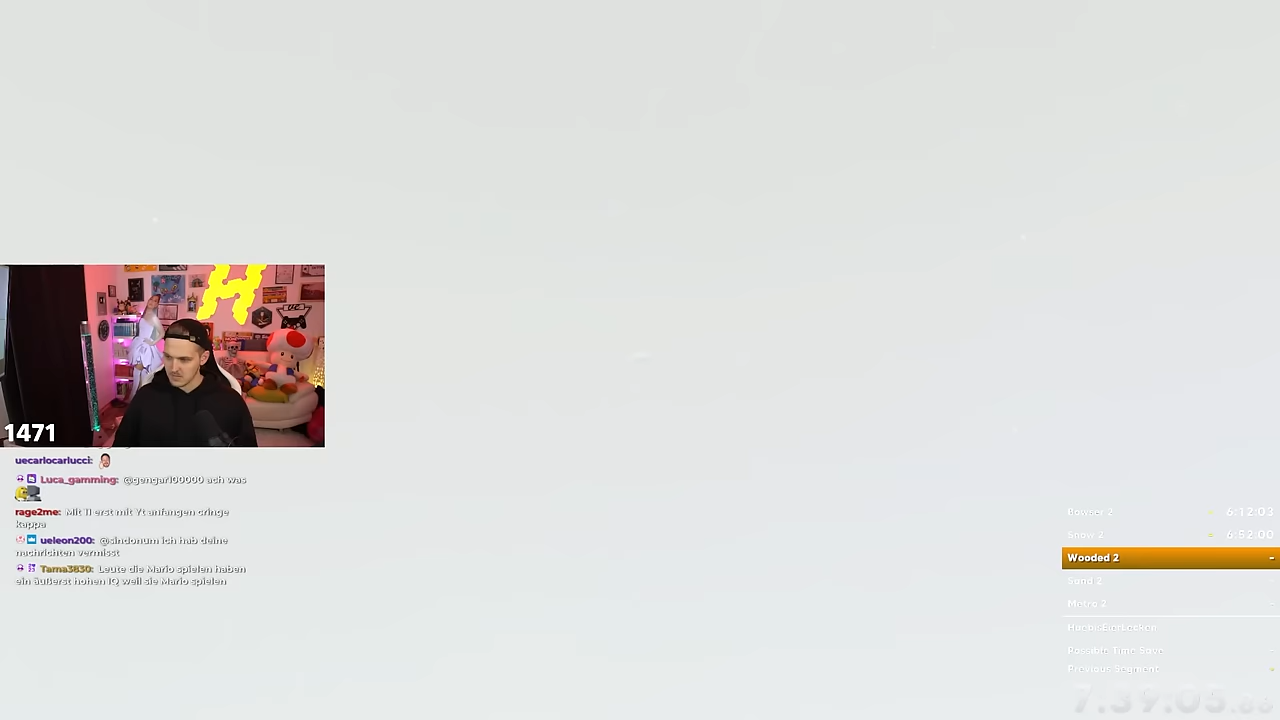 1471
uecarlocarlucci:
Luca_gamming: @gengar100000 ach was
rage2me: Mit 11 erst mit Yt anfangen cringe
kappa
ueleon200: @sindonum ich hab deine
nachrichten vermisst
Tama3830: Leute die Mario spielen haben
ein äußerst hohen IQ weil sie Mario spielen
Bowser 2 - 6:12:03
Snow 2 - 6:52:00
Wooded 2 -
Sand 2
Metro 2 -
Possible Time Save -
Previous Segment -
7:39:05